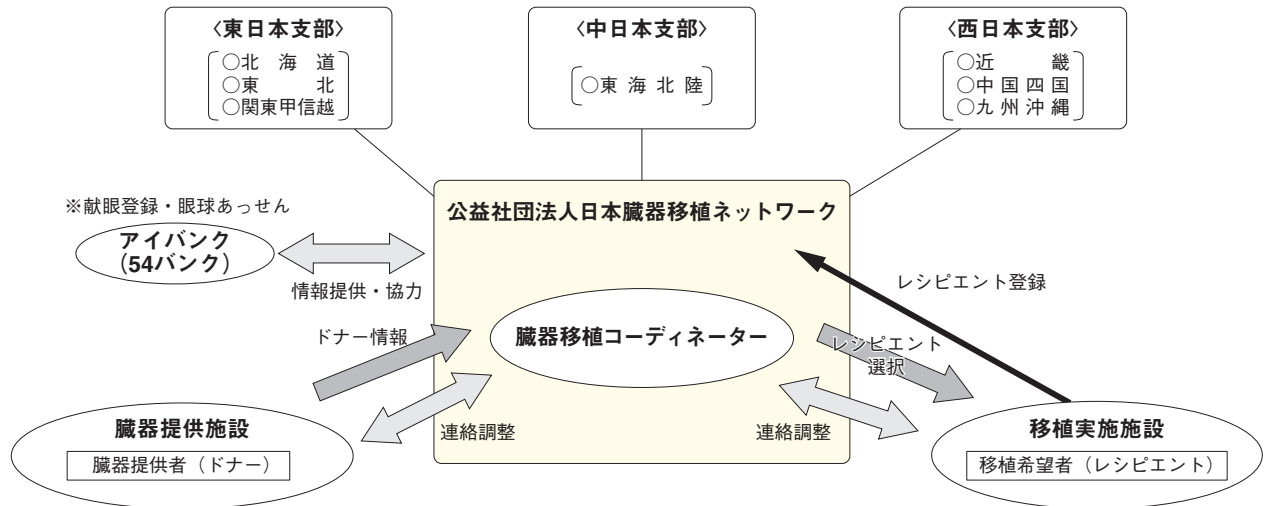 〈東日本支部〉
○北海道
○東北
○関東甲信越
〈中日本支部〉
○東海北陸
〈西日本支部〉
○近畿
○中国四国
○九州沖縄
公益社団法人日本臓器移植ネットワーク
※献眼登録・眼球あっせん
アイバンク
(54バンク)
情報提供・協力
レシピエント登録
ドナー情報
臓器移植コーディネーター
レシピエント
選択
臓器提供施設
臓器提供者(ドナー)
連絡調整
連絡調整
移植実施施設
移植希望者(レシピエント)